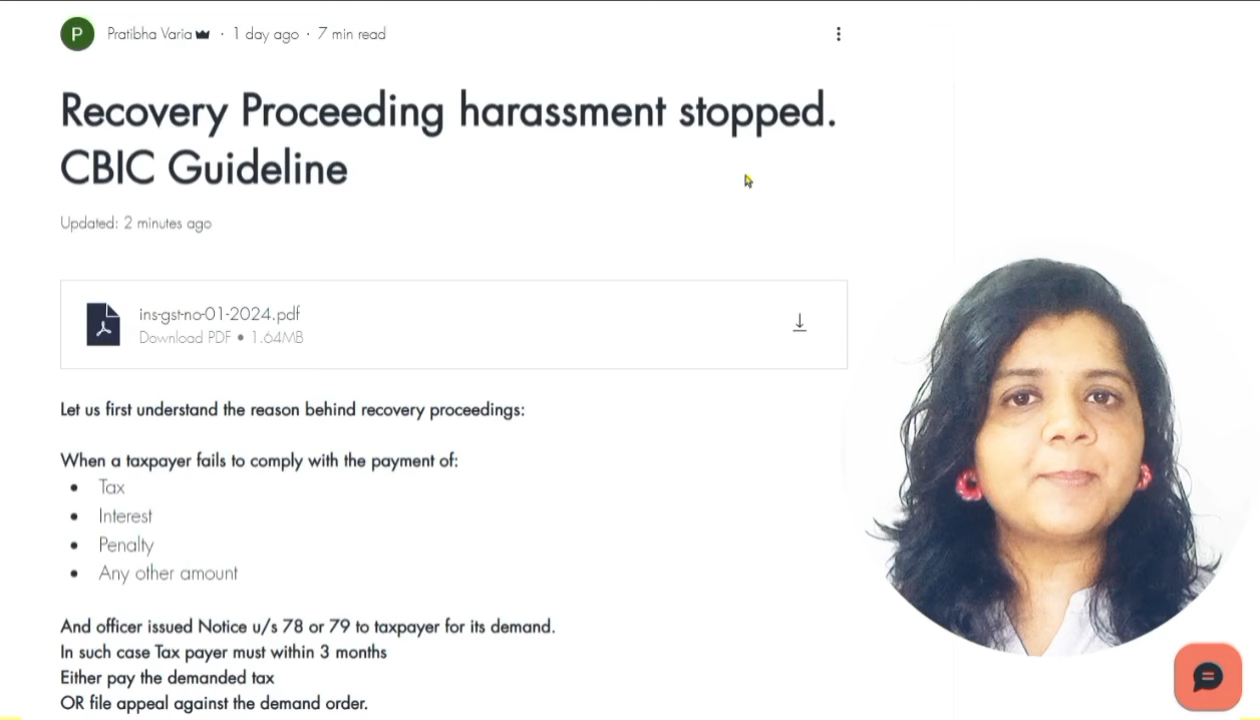 P
Pratibha Varia · 1 day ago · 7 min read
Recovery Proceeding harassment stopped.
CBIC Guideline
Updated: 2 minutes ago
ins-gst-no-01-2024.pdf
Download PDF • 1.64MB
Let us first understand the reason behind recovery proceedings:
When a taxpayer fails to comply with the payment of:
• Tax
• Interest
• Penalty
• Any other amount
And officer issued Notice u/s 78 or 79 to taxpayer for its demand.
In such case Tax payer must within 3 months
Either pay the demanded tax
OR file appeal against the demand order.